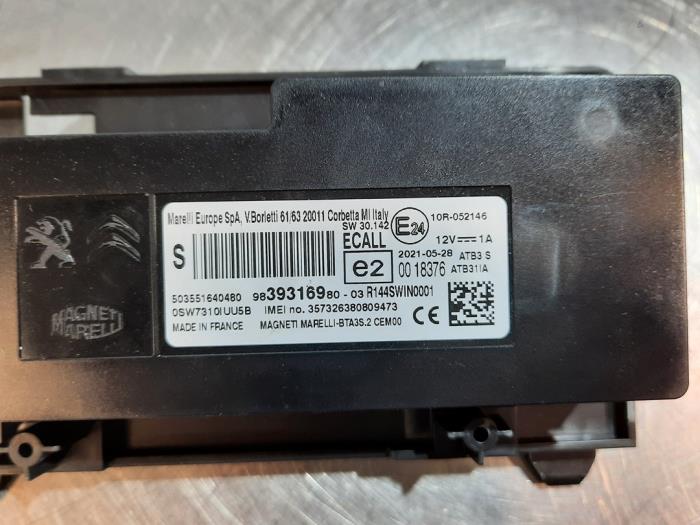 Marelli Europe SpA, V.Borletti 61/63 20011 Corbetta MI Italy
SW 30.142
E24
10R-052146
S
ECALL
12V 1A
e2
2021-05-28 ATB3 S
00 18376 ATB31IA
503551640480 9839316980 - 03 R144SWIN0001
0SW7310IUU5B IMEI no. 357326380809473
MADE IN FRANCE MAGNETI MARELLI-BTA3S.2 CEM00
CE
MAGNETI
MARELLI